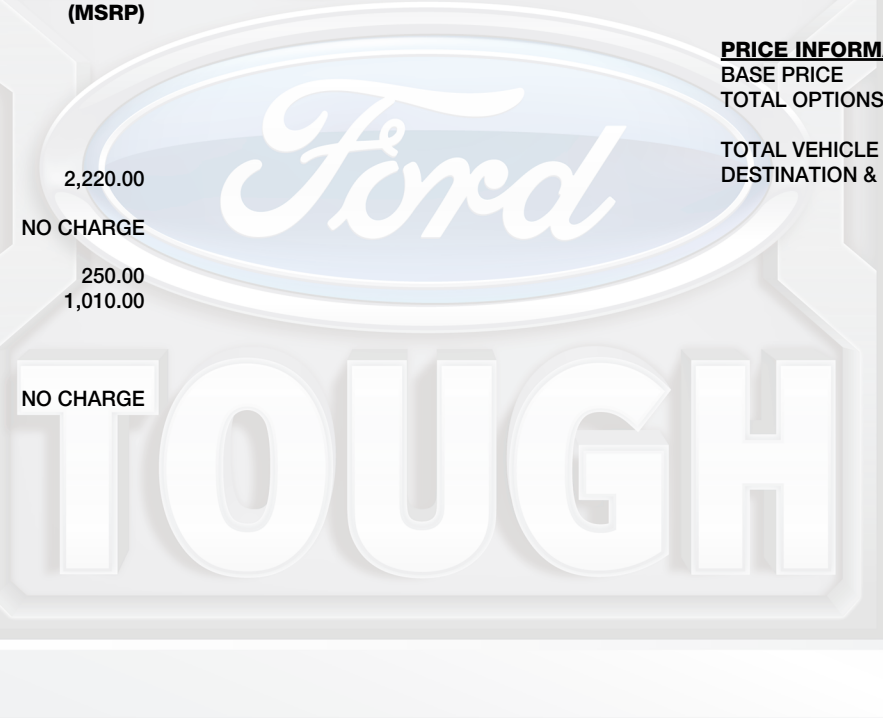 (MSRP)
2,220.00
NO CHARGE
250.00
1,010.00
NO CHARGE
PRICE INFORM
BASE PRICE
TOTAL OPTIONS
TOTAL VEHICLE
DESTINATION &
Ford
TOUGH